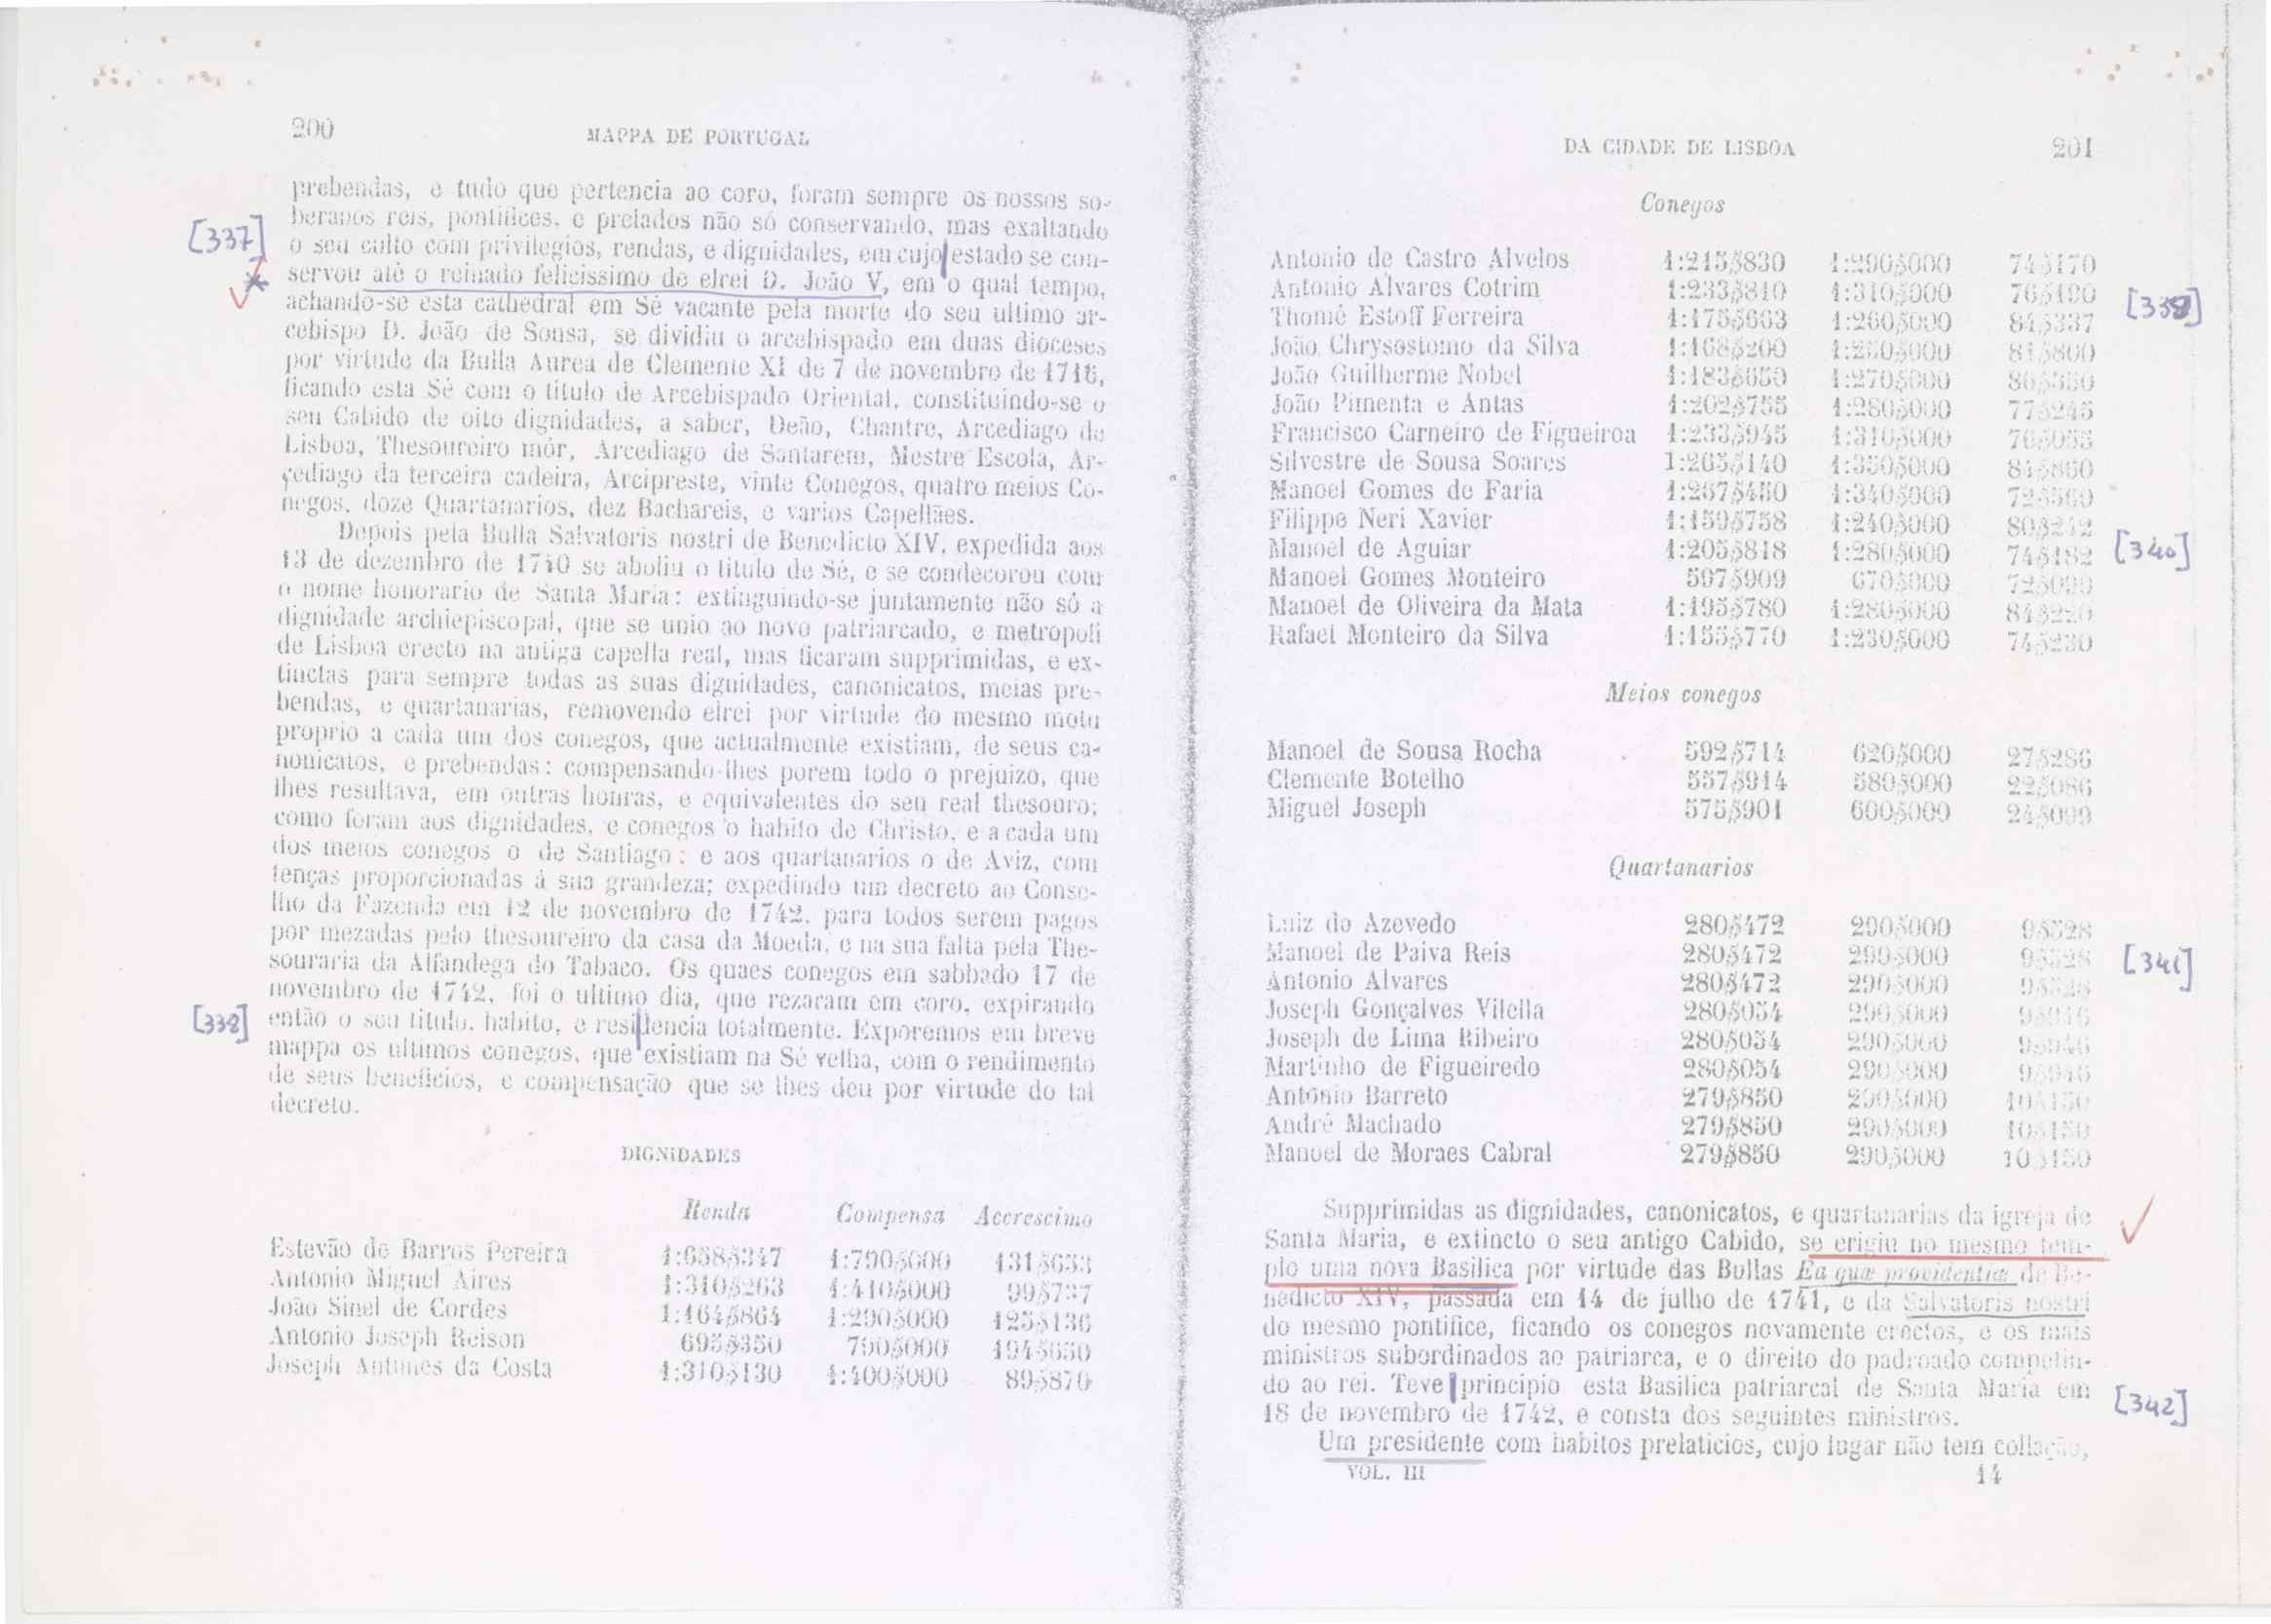 200
MAPPA DE PORTUGAL
prebendas, e tudo que pertencia ao coro, foram sempre os nossos so-
beranos reis, pontifices, e prelados não só conservando, mas exaltando
[337]
o seu culto com privilegios, rendas, e dignidades, em cujo estado se con-
servou até o reinado felicissimo de elrei D. João V, em o qual tempo,
achando-se esta cathedral em Sé vacante pela morte do seu ultimo ar-
cebispo D. João de Sousa, se dividiu o arcebispado em duas dioceses
por virtude da Bulla Aurea de Clemente XI de 7 de novembro de 1716,
ficando esta Sé com o titulo de Arcebispado Oriental, constituindo-se o
seu Cabido de oito dignidades, a saber, Deão, Chantre, Arcediago de
Lisboa, Thesoureiro mór, Arcediago de Santarem, Mestre Escola, Ar-
cediago da terceira cadeira, Arcipreste, vinte Conegos, quatro meios Co-
negos, doze Quartanarios, dez Bachareis, e varios Capellães.
Depois pela Bulla Salvatoris nostri de Benedicto XIV, expedida aos
13 de dezembro de 1740 se aboliu o titulo de Sé, e se condecorou com
o nome honorario de Santa Maria: extinguindo-se juntamente não só a
dignidade archiepiscopal, que se unio ao novo patriarcado, e metropoli
de Lisboa erecto na antiga capella real, mas ficaram supprimidas, e ex-
tinctas para sempre todas as suas dignidades, canonicatos, meias pre-
bendas, e quartanarias, removendo elrei por virtude do mesmo motu
proprio a cada um dos conegos, que actualmente existiam, de seus ca-
nonicatos, e prebendas: compensando-lhes porem todo o prejuizo, que
lhes resultava, em outras honras, e equivalentes do seu real thesouro;
como foram aos dignidades, e conegos o habito de Christo, e a cada um
dos meios conegos o de Santiago: e aos quartanarios o de Aviz, com
tenças proporcionadas á sua grandeza; expedindo um decreto ao Conse-
lho da Fazenda em 12 de novembro de 1742, para todos serem pagos
por mezadas pelo thesoureiro da casa da Moeda, e na sua falta pela The-
souraria da Alfandega do Tabaco. Os quaes conegos em sabbado 17 de
novembro de 1742, foi o ultimo dia, que rezaram em coro, expirando
[338]
então o seu titulo, habito, e residencia totalmente. Exporemos em breve
mappa os ultimos conegos, que existiam na Sé velha, com o rendimento
de seus beneficios, e compensação que se lhes deu por virtude do tal
decreto.
DIGNIDADES
Renda Compensa Accrescimo
Estevão de Barros Pereira 1:658$347 1:790$000 131$653
Antonio Miguel Aires 1:310$263 1:410$000 99$737
João Sinel de Cordes 1:164$864 1:290$000 125$136
Antonio Joseph Reison 695$350 790$000 194$650
Joseph Antunes da Costa 1:310$130 1:400$000 89$870
DA CIDADE DE LISBOA
201
Conegos
Antonio de Castro Alvelos 1:215$830 1:290$000 74$170
Antonio Alvares Cotrim 1:233$810 1:310$000 76$190
[339]
Thomé Estoff Ferreira 1:175$663 1:260$000 84$337
João Chrysostomo da Silva 1:168$200 1:250$000 81$800
João Guilherme Nobel 1:183$650 1:270$000 86$350
João Pimenta e Antas 1:202$755 1:280$000 77$245
Francisco Carneiro de Figueiroa 1:233$945 1:310$000 76$055
Silvestre de Sousa Soares 1:265$140 1:350$000 84$860
Manoel Gomes de Faria 1:267$450 1:340$000 72$560
Filippe Neri Xavier 1:159$758 1:240$000 80$242
Manoel de Aguiar 1:205$818 1:280$000 74$182
[340]
Manoel Gomes Monteiro 597$909 670$000 72$099
Manoel de Oliveira da Mata 1:195$780 1:280$000 84$220
Rafael Monteiro da Silva 1:155$770 1:230$000 74$230
Meios conegos
Manoel de Sousa Rocha 592$714 620$000 27$286
Clemente Botelho 557$914 580$000 22$086
Miguel Joseph 575$901 600$000 24$099
Quartanarios
Luiz de Azevedo 280$472 290$000 9$528
Manoel de Paiva Reis 280$472 290$000 9$528
[341]
Antonio Alvares 280$472 290$000 9$528
Joseph Gonçalves Vilella 280$054 290$000 9$946
Joseph de Lima Ribeiro 280$054 290$000 9$946
Martinho de Figueiredo 280$054 290$000 9$946
Antonio Barreto 279$850 290$000 10$150
André Machado 279$850 290$000 10$150
Manoel de Moraes Cabral 279$850 290$000 10$150
Supprimidas as dignidades, canonicatos, e quartanarias da igreja de
Santa Maria, e extincto o seu antigo Cabido, se erigiu no mesmo tem-
plo uma nova Basilica por virtude das Bullas Ea quæ providentiæ de Be-
nedicto XIV, passada em 14 de julho de 1741, e da Salvatoris nostri
do mesmo pontifice, ficando os conegos novamente erectos, e os mais
ministros subordinados ao patriarca, e o direito do padroado competin-
do ao rei. Teve principio esta Basilica patriarcal de Santa Maria em
[342]
18 de novembro de 1742, e consta dos seguintes ministros.
Um presidente com habitos prelaticios, cujo lugar não tem collação,
VOL. III 14